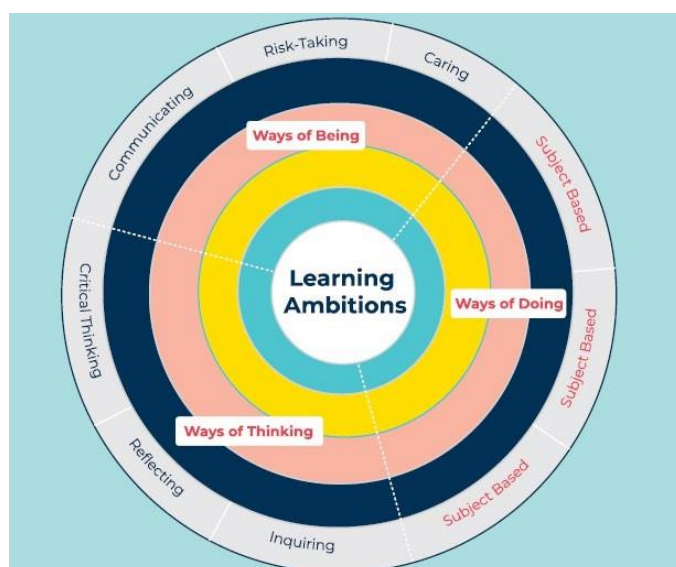 Risk-Taking
Caring
Communicating
Ways of Being
Subject Based
Critical Thinking
Learning
Ambitions
Ways of Doing
Subject Based
Ways of Thinking
Reflecting
Subject Based
Inquiring